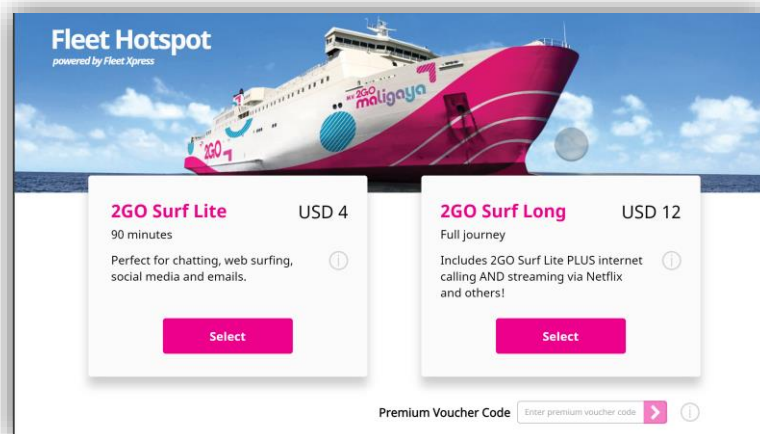 Fleet Hotspot
powered by Fleet Xpress
2GO
maligaya
2GO
2GO Surf Lite
USD 4
90 minutes
Perfect for chatting, web surfing,
social media and emails.
Select
2GO Surf Long
USD 12
Full journey
Includes 2GO Surf Lite PLUS internet
calling AND streaming via Netflix
and others!
Select
Premium Voucher Code
Enter premium voucher code